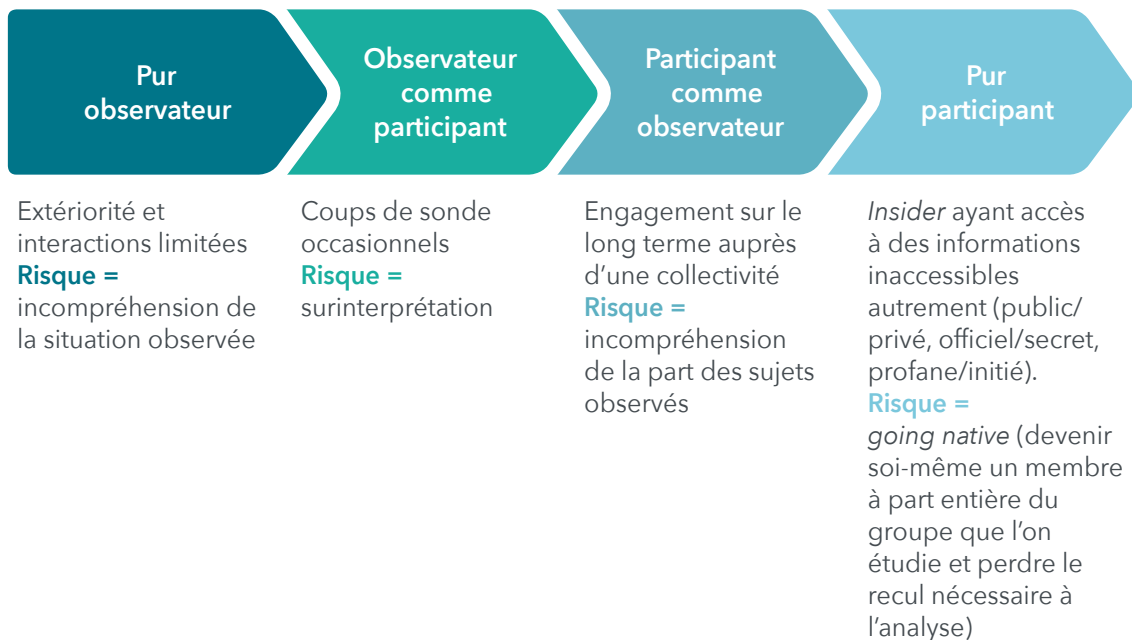 Pur
observateur
Observateur
comme
participant
Participant
comme
observateur
Pur
participant
Extériorité et
interactions limitées
Risque =
incompréhension de
la situation observée
Coups de sonde
occasionnels
Risque =
surinterprétation
Engagement sur le
long terme auprès
d’une collectivité
Risque =
incompréhension
de la part des sujets
observés
Insider ayant accès
à des informations
inaccessibles
autrement (public/
privé, officiel/secret,
profane/initié).
Risque =
going native (devenir
soi-même un membre
à part entière du
groupe que l’on
étudie et perdre le
recul nécessaire à
l’analyse)